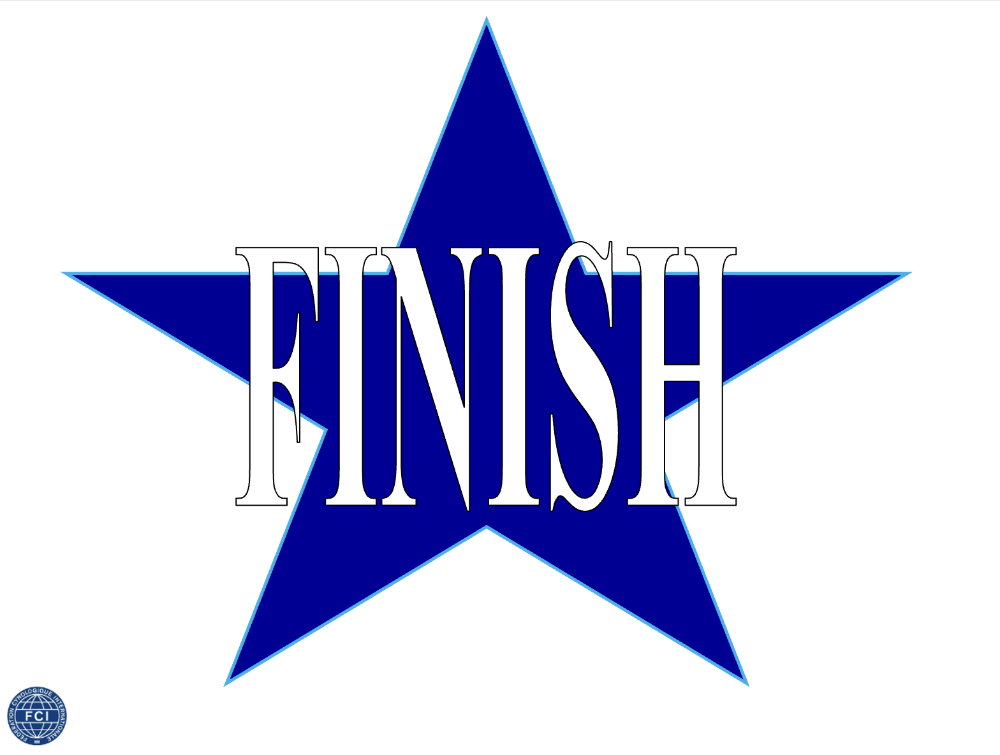 FINISH
FEDERATION CYNOLOGIQUE INTERNATIONALE
FCI